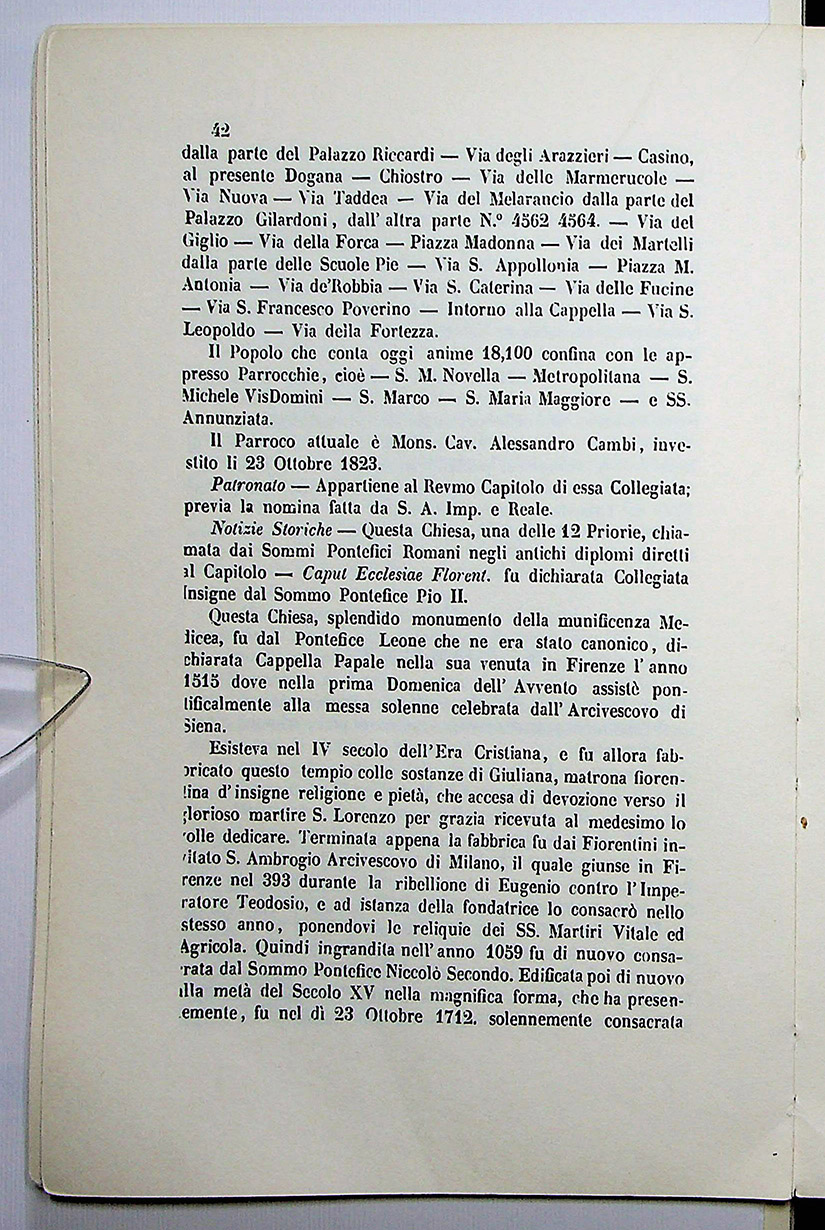 42
dalla parte del Palazzo Riccardi — Via degli Arazzieri — Casino,
al presente Dogana — Chiostro — Via delle Marmerucole —
Via Nuova — Via Taddea — Via del Melarancio dalla parte del
Palazzo Gilardoni, dall' altra parte N.º 4562 4564. — Via del
Giglio — Via della Forca — Piazza Madonna — Via dei Martelli
dalla parte delle Scuole Pie — Via S. Appollonia — Piazza M.
Antonia — Via de'Robbia — Via S. Caterina — Via delle Fucine
— Via S. Francesco Poverino — Intorno alla Cappella — Via S.
Leopoldo — Via della Fortezza.
Il Popolo che conta oggi anime 18,100 confina con le ap-
presso Parrocchie, cioè — S. M. Novella — Metropolitana — S.
Michele VisDomini — S. Marco — S. Maria Maggiore — e SS.
Annunziata.
Il Parroco attuale è Mons. Cav. Alessandro Cambi, inve-
stito li 23 Ottobre 1823.
Patronato — Appartiene al Revmo Capitolo di essa Collegiata;
previa la nomina fatta da S. A. Imp. e Reale.
Notizie Storiche — Questa Chiesa, una delle 12 Priorie, chia-
mata dai Sommi Pontefici Romani negli antichi diplomi diretti
al Capitolo — Caput Ecclesiae Florent. fu dichiarata Collegiata
Insigne dal Sommo Pontefice Pio II.
Questa Chiesa, splendido monumento della munificenza Me-
dicea, fu dal Pontefice Leone che ne era stato canonico, di-
chiarata Cappella Papale nella sua venuta in Firenze l' anno
1515 dove nella prima Domenica dell' Avvento assistè pon-
tificalmente alla messa solenne celebrata dall' Arcivescovo di
Siena.
Esisteva nel IV secolo dell'Era Cristiana, e fu allora fab-
bricato questo tempio colle sostanze di Giuliana, matrona fioren-
tina d'insigne religione e pietà, che accesa di devozione verso il
glorioso martire S. Lorenzo per grazia ricevuta al medesimo lo
volle dedicare. Terminata appena la fabbrica fu dai Fiorentini in-
vitato S. Ambrogio Arcivescovo di Milano, il quale giunse in Fi-
renze nel 393 durante la ribellione di Eugenio contro l'Impe-
ratore Teodosio, e ad istanza della fondatrice lo consacrò nello
stesso anno, ponendovi le reliquie dei SS. Martiri Vitale ed
Agricola. Quindi ingrandita nell'anno 1059 fu di nuovo consa-
crata dal Sommo Pontefice Niccolò Secondo. Edificata poi di nuovo
alla metà del Secolo XV nella magnifica forma, che ha presen-
temente, fu nel dì 23 Ottobre 1712. solennemente consacrata